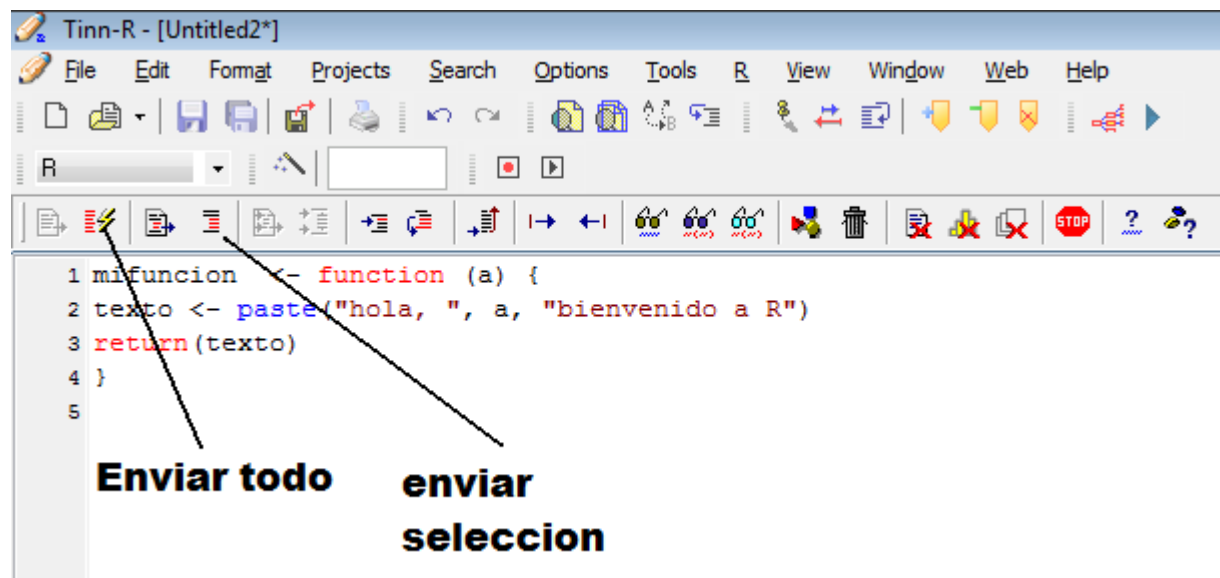 Tinn-R - [Untitled2*]
File Edit Format Projects Search Options Tools R View Window Web Help
R
STOP ? ?
1 mifuncion <- function (a) {
2 texto <- paste("hola, ", a, "bienvenido a R")
3 return(texto)
4 }
5
Enviar todo
enviar
seleccion